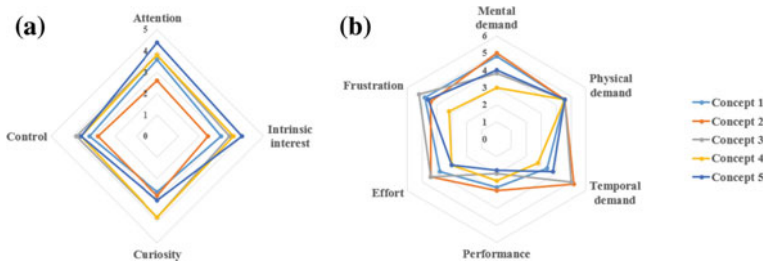 (a)
Attention
5
4
3
2
1
0
Control
Intrinsic
interest
Curiosity
(b)
Mental
demand
6
5
4
3
2
1
0
Frustration
Physical
demand
Effort
Temporal
demand
Performance
Concept 1
Concept 2
Concept 3
Concept 4
Concept 5